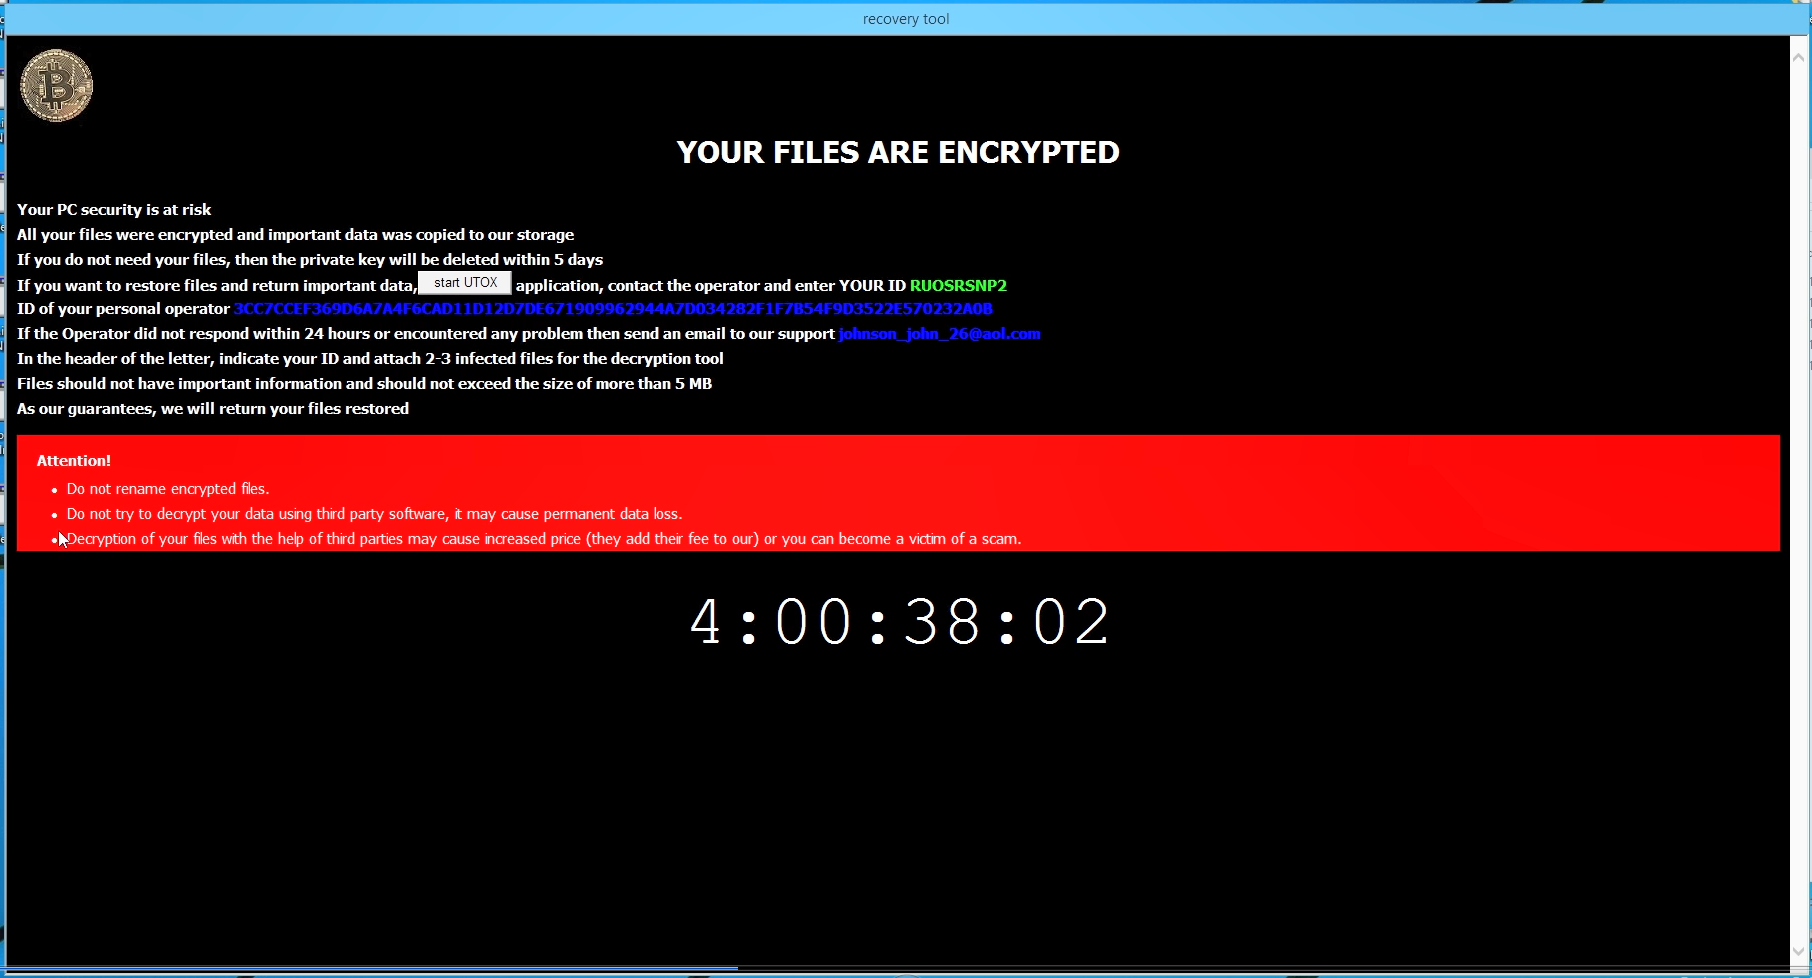 recovery tool
YOUR FILES ARE ENCRYPTED
Your PC security is at risk
All your files were encrypted and important data was copied to our storage
If you do not need your files, then the private key will be deleted within 5 days
If you want to restore files and return important data, start UTOX application, contact the operator and enter YOUR ID RUOSRSNP2
ID of your personal operator 3CC7CCEF369D6A7A4F6CAD11D12D7DE671909962944A7D034282F1F7B54F9D3522E570232A0B
If the Operator did not respond within 24 hours or encountered any problem then send an email to our support johnson_john_26@aol.com
In the header of the letter, indicate your ID and attach 2-3 infected files for the decryption tool
Files should not have important information and should not exceed the size of more than 5 MB
As our guarantees, we will return your files restored
Attention!
• Do not rename encrypted files.
• Do not try to decrypt your data using third party software, it may cause permanent data loss.
• Decryption of your files with the help of third parties may cause increased price (they add their fee to our) or you can become a victim of a scam.
4:00:38:02